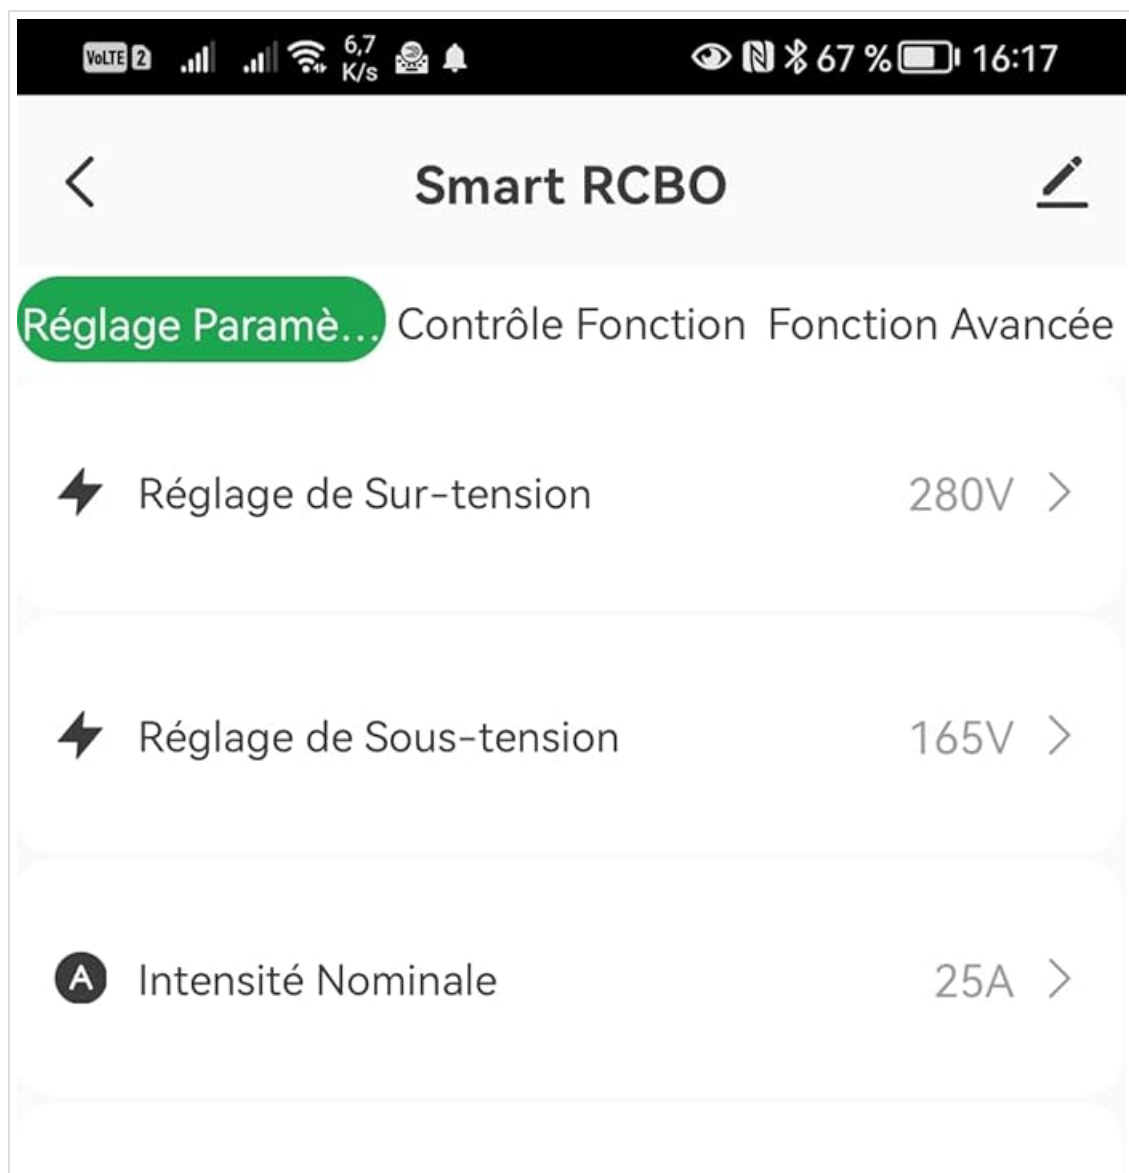 VoLTE 2 6,7 K/s 67 % 16:17
Smart RCBO
Réglage Paramè... Contrôle Fonction Fonction Avancée
Réglage de Sur-tension 280V
Réglage de Sous-tension 165V
A Intensité Nominale 25A